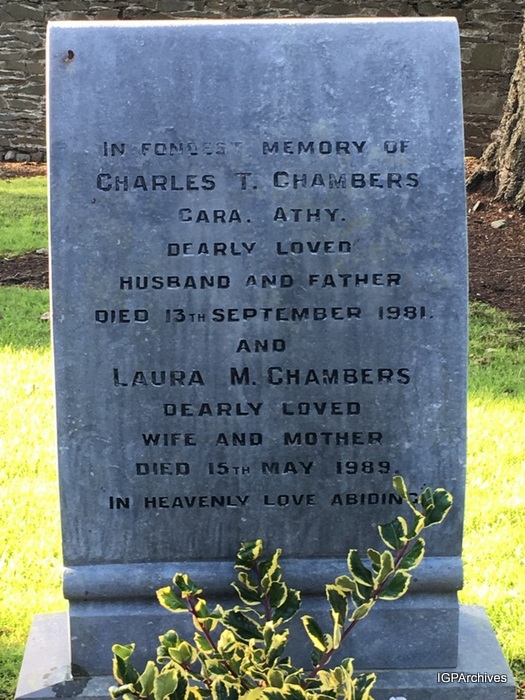 IN FONDEST MEMORY OF
CHARLES T. CHAMBERS
CARA. ATHY.
DEARLY LOVED
HUSBAND AND FATHER
DIED 13TH SEPTEMBER 1981.
AND
LAURA M. CHAMBERS
DEARLY LOVED
WIFE AND MOTHER
DIED 15TH MAY 1989.
IN HEAVENLY LOVE ABIDING
IGPArchives